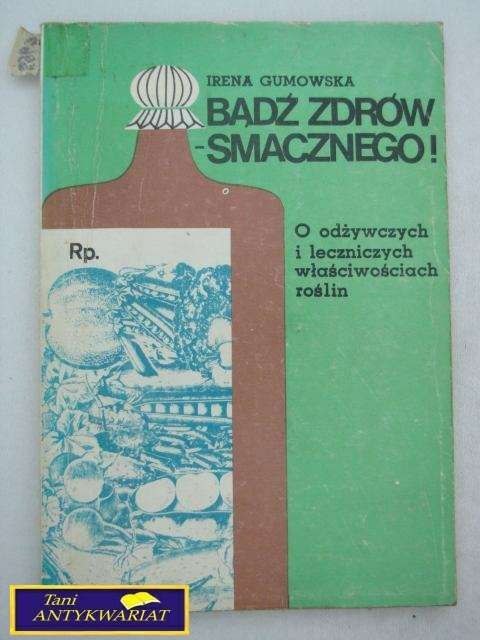 IRENA GUMOWSKA
BĄDŹ ZDRÓW
-SMACZNEGO!
O odżywczych
i leczniczych
właściwościach
roślin
Rp.
Tani
ANTYKWARIAT